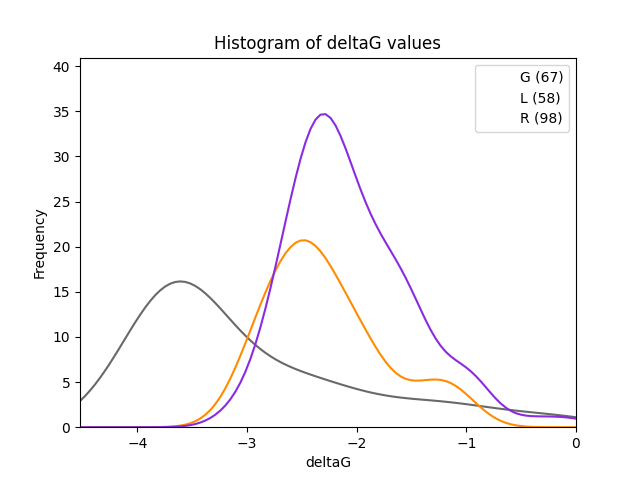 Histogram of deltaG values
G (67)
L (58)
R (98)
Frequency
40
35
30
25
20
15
10
5
0
−4
−3
−2
−1
0
deltaG